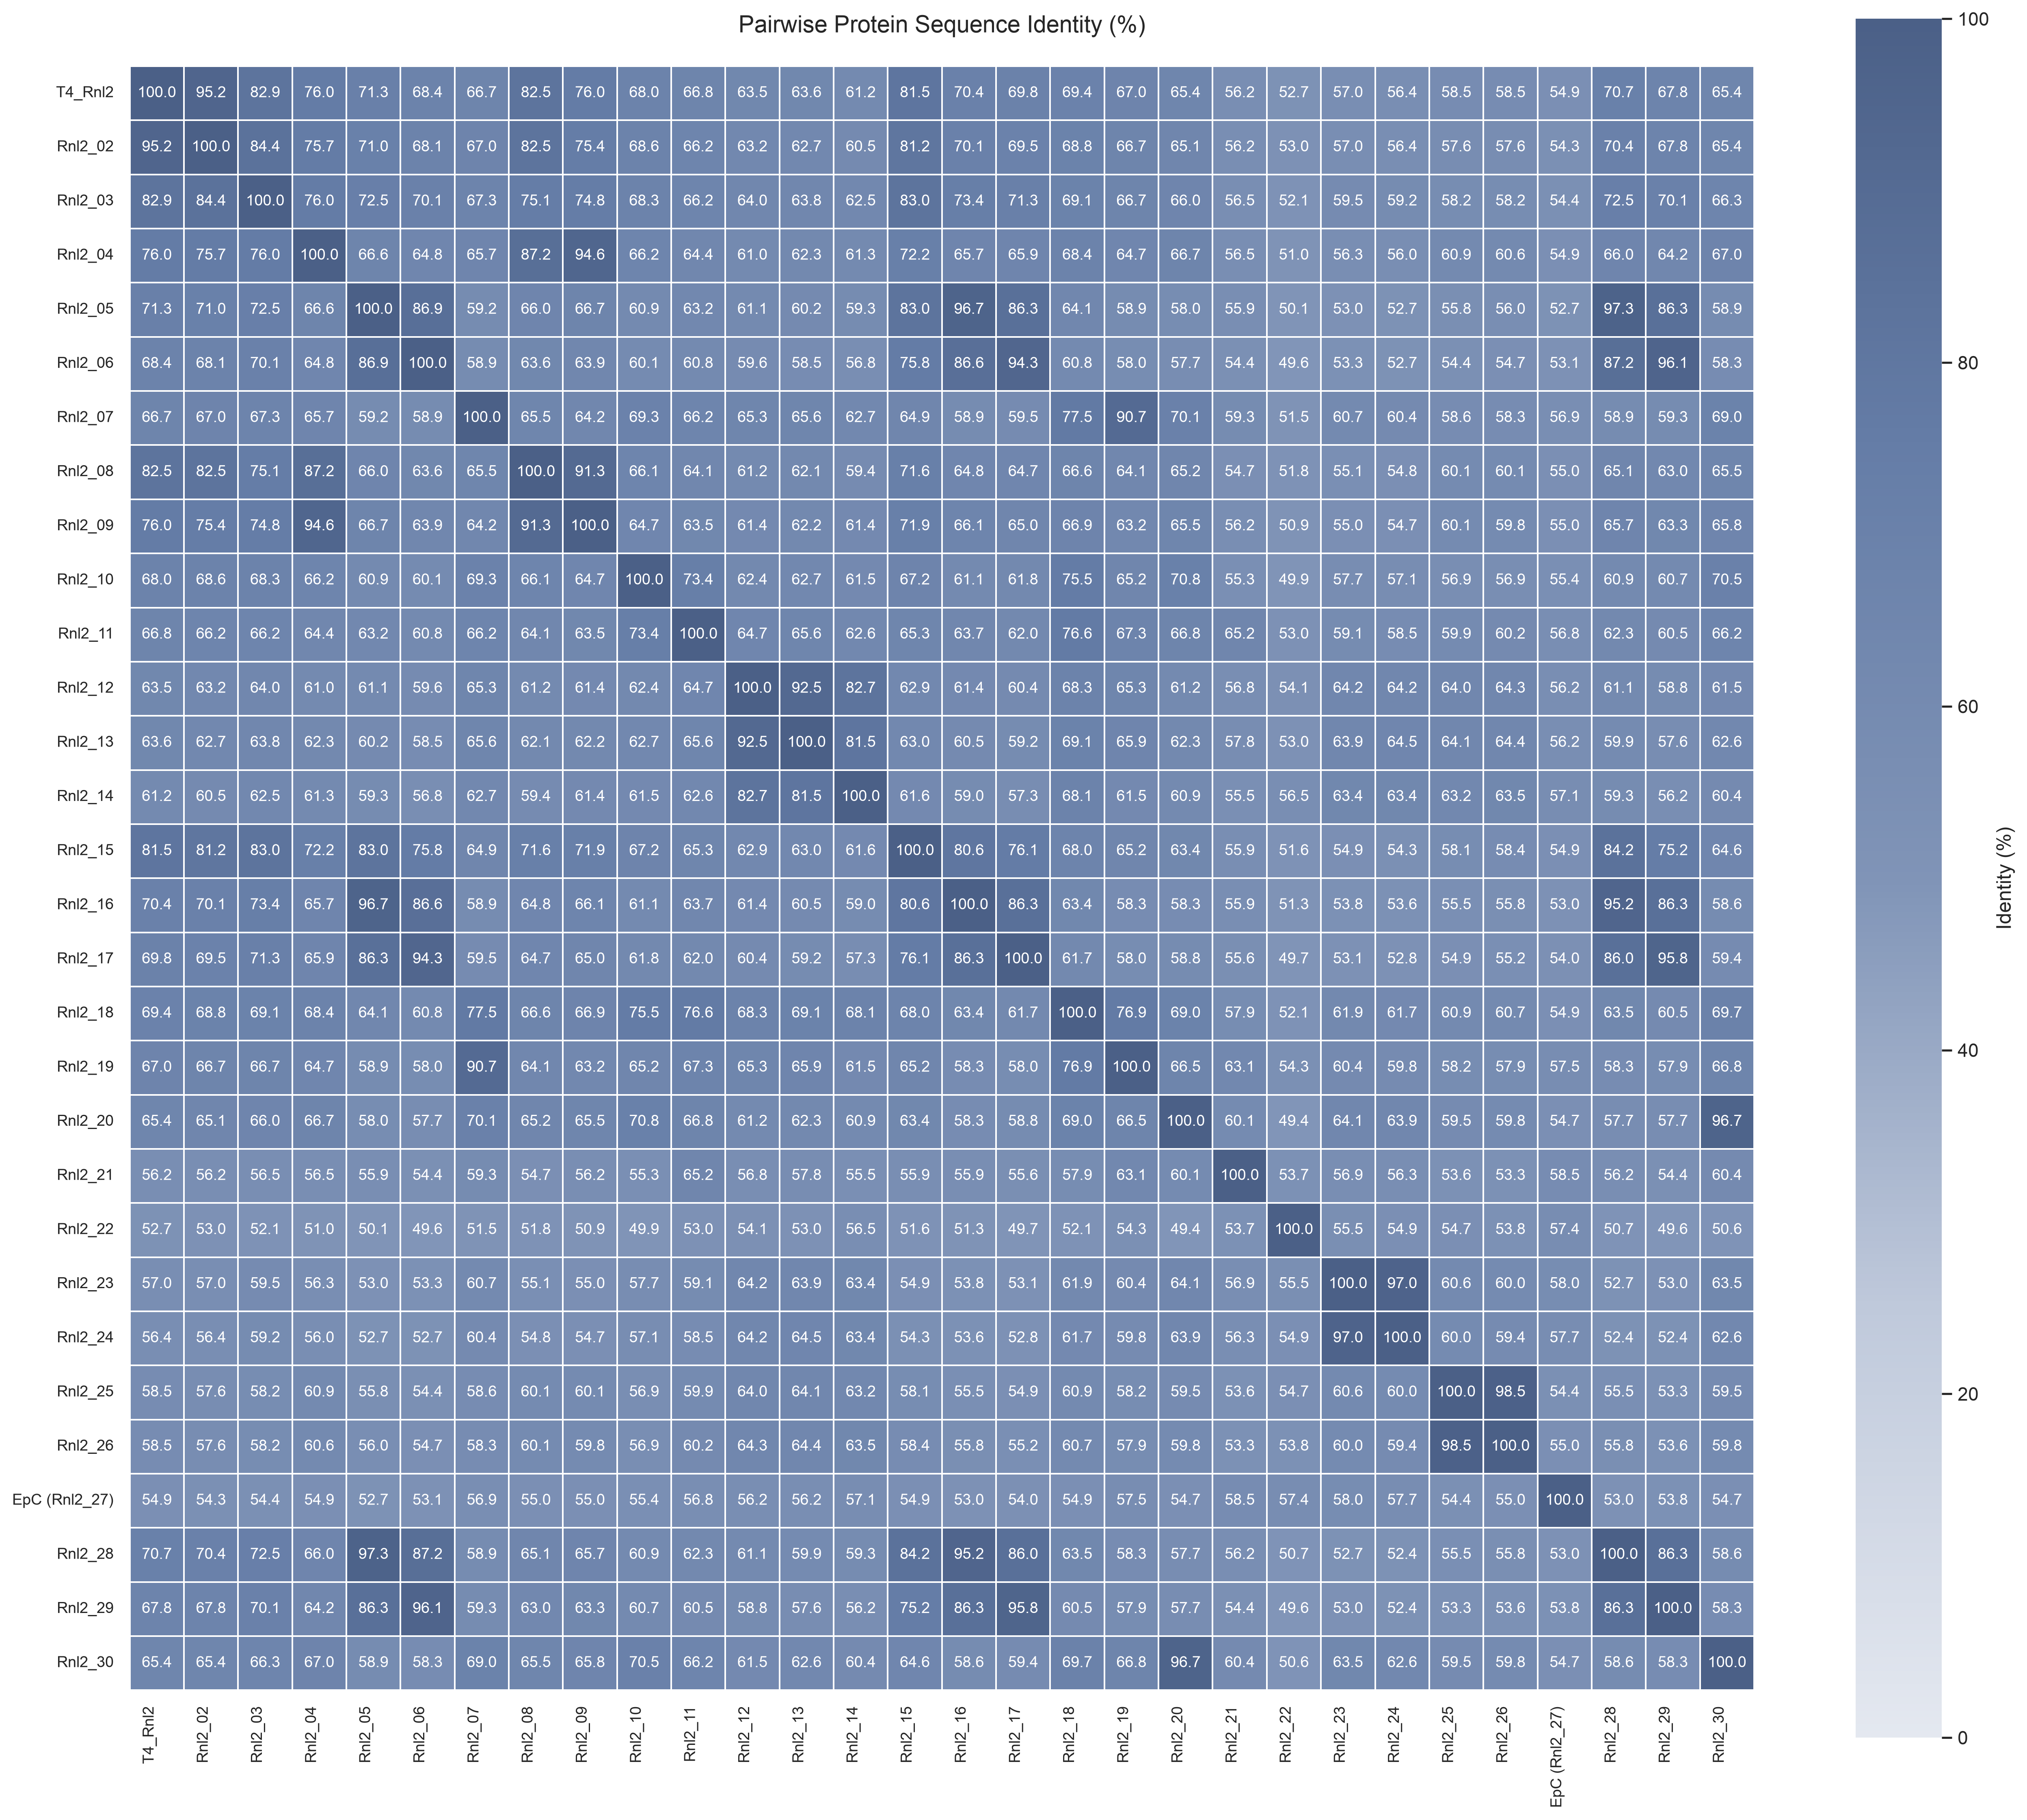 Pairwise Protein Sequence Identity (%)
T4_Rnl2 100.0 95.2 82.9 76.0 71.3 68.4 66.7 82.5 76.0 68.0 66.8 63.5 63.6 61.2 81.5 70.4 69.8 69.4 67.0 65.4 56.2 52.7 57.0 56.4 58.5 58.5 54.9 70.7 67.8 65.4
Rnl2_02 95.2 100.0 84.4 75.7 71.0 68.1 67.0 82.5 75.4 68.6 66.2 63.2 62.7 60.5 81.2 70.1 69.5 68.8 66.7 65.1 56.2 53.0 57.0 56.4 57.6 57.6 54.3 70.4 67.8 65.4
Rnl2_03 82.9 84.4 100.0 76.0 72.5 70.1 67.3 75.1 74.8 68.3 66.2 64.0 63.8 62.5 83.0 73.4 71.3 69.1 66.7 66.0 56.5 52.1 59.5 59.2 58.2 58.2 54.4 72.5 70.1 66.3
Rnl2_04 76.0 75.7 76.0 100.0 66.6 64.8 65.7 87.2 94.6 66.2 64.4 61.0 62.3 61.3 72.2 65.7 65.9 68.4 64.7 66.7 56.5 51.0 56.3 56.0 60.9 60.6 54.9 66.0 64.2 67.0
Rnl2_05 71.3 71.0 72.5 66.6 100.0 86.9 59.2 66.0 66.7 60.9 63.2 61.1 60.2 59.3 83.0 96.7 86.3 64.1 58.9 58.0 55.9 50.1 53.0 52.7 55.8 56.0 52.7 97.3 86.3 58.9
Rnl2_06 68.4 68.1 70.1 64.8 86.9 100.0 58.9 63.6 63.9 60.1 60.8 59.6 58.5 56.8 75.8 86.6 94.3 60.8 58.0 57.7 54.4 49.6 53.3 52.7 54.4 54.7 53.1 87.2 96.1 58.3
Rnl2_07 66.7 67.0 67.3 65.7 59.2 58.9 100.0 65.5 64.2 69.3 66.2 65.3 65.6 62.7 64.9 58.9 59.5 77.5 90.7 70.1 59.3 51.5 60.7 60.4 58.6 58.3 56.9 58.9 59.3 69.0
Rnl2_08 82.5 82.5 75.1 87.2 66.0 63.6 65.5 100.0 91.3 66.1 64.1 61.2 62.1 59.4 71.6 64.8 64.7 66.6 64.1 65.2 54.7 51.8 55.1 54.8 60.1 60.1 55.0 65.1 63.0 65.5
Rnl2_09 76.0 75.4 74.8 94.6 66.7 63.9 64.2 91.3 100.0 64.7 63.5 61.4 62.2 61.4 71.9 66.1 65.0 66.9 63.2 65.5 56.2 50.9 55.0 54.7 60.1 59.8 55.0 65.7 63.3 65.8
Rnl2_10 68.0 68.6 68.3 66.2 60.9 60.1 69.3 66.1 64.7 100.0 73.4 62.4 62.7 61.5 67.2 61.1 61.8 75.5 65.2 70.8 55.3 49.9 57.7 57.1 56.9 56.9 55.4 60.9 60.7 70.5
Rnl2_11 66.8 66.2 66.2 64.4 63.2 60.8 66.2 64.1 63.5 73.4 100.0 64.7 65.6 62.6 65.3 63.7 62.0 76.6 67.3 66.8 65.2 53.0 59.1 58.5 59.9 60.2 56.8 62.3 60.5 66.2
Rnl2_12 63.5 63.2 64.0 61.0 61.1 59.6 65.3 61.2 61.4 62.4 64.7 100.0 92.5 82.7 62.9 61.4 60.4 68.3 65.3 61.2 56.8 54.1 64.2 64.2 64.0 64.3 56.2 61.1 58.8 61.5
Rnl2_13 63.6 62.7 63.8 62.3 60.2 58.5 65.6 62.1 62.2 62.7 65.6 92.5 100.0 81.5 63.0 60.5 59.2 69.1 65.9 62.3 57.8 53.0 63.9 64.5 64.1 64.4 56.2 59.9 57.6 62.6
Rnl2_14 61.2 60.5 62.5 61.3 59.3 56.8 62.7 59.4 61.4 61.5 62.6 82.7 81.5 100.0 61.6 59.0 57.3 68.1 61.5 60.9 55.5 56.5 63.4 63.4 63.2 63.5 57.1 59.3 56.2 60.4
Rnl2_15 81.5 81.2 83.0 72.2 83.0 75.8 64.9 71.6 71.9 67.2 65.3 62.9 63.0 61.6 100.0 80.6 76.1 68.0 65.2 63.4 55.9 51.6 54.9 54.3 58.1 58.4 54.9 84.2 75.2 64.6
Rnl2_16 70.4 70.1 73.4 65.7 96.7 86.6 58.9 64.8 66.1 61.1 63.7 61.4 60.5 59.0 80.6 100.0 86.3 63.4 58.3 58.3 55.9 51.3 53.8 53.6 55.5 55.8 53.0 95.2 86.3 58.6
Rnl2_17 69.8 69.5 71.3 65.9 86.3 94.3 59.5 64.7 65.0 61.8 62.0 60.4 59.2 57.3 76.1 86.3 100.0 61.7 58.0 58.8 55.6 49.7 53.1 52.8 54.9 55.2 54.0 86.0 95.8 59.4
Rnl2_18 69.4 68.8 69.1 68.4 64.1 60.8 77.5 66.6 66.9 75.5 76.6 68.3 69.1 68.1 68.0 63.4 61.7 100.0 76.9 69.0 57.9 52.1 61.9 61.7 60.9 60.7 54.9 63.5 60.5 69.7
Rnl2_19 67.0 66.7 66.7 64.7 58.9 58.0 90.7 64.1 63.2 65.2 67.3 65.3 65.9 61.5 65.2 58.3 58.0 76.9 100.0 66.5 63.1 54.3 60.4 59.8 58.2 57.9 57.5 58.3 57.9 66.8
Rnl2_20 65.4 65.1 66.0 66.7 58.0 57.7 70.1 65.2 65.5 70.8 66.8 61.2 62.3 60.9 63.4 58.3 58.8 69.0 66.5 100.0 60.1 49.4 64.1 63.9 59.5 59.8 54.7 57.7 57.7 96.7
Rnl2_21 56.2 56.2 56.5 56.5 55.9 54.4 59.3 54.7 56.2 55.3 65.2 56.8 57.8 55.5 55.9 55.9 55.6 57.9 63.1 60.1 100.0 53.7 56.9 56.3 53.6 53.3 58.5 56.2 54.4 60.4
Rnl2_22 52.7 53.0 52.1 51.0 50.1 49.6 51.5 51.8 50.9 49.9 53.0 54.1 53.0 56.5 51.6 51.3 49.7 52.1 54.3 49.4 53.7 100.0 55.5 54.9 54.7 53.8 57.4 50.7 49.6 50.6
Rnl2_23 57.0 57.0 59.5 56.3 53.0 53.3 60.7 55.1 55.0 57.7 59.1 64.2 63.9 63.4 54.9 53.8 53.1 61.9 60.4 64.1 56.9 55.5 100.0 97.0 60.6 60.0 58.0 52.7 53.0 63.5
Rnl2_24 56.4 56.4 59.2 56.0 52.7 52.7 60.4 54.8 54.7 57.1 58.5 64.2 64.5 63.4 54.3 53.6 52.8 61.7 59.8 63.9 56.3 54.9 97.0 100.0 60.0 59.4 57.7 52.4 52.4 62.6
Rnl2_25 58.5 57.6 58.2 60.9 55.8 54.4 58.6 60.1 60.1 56.9 59.9 64.0 64.1 63.2 58.1 55.5 54.9 60.9 58.2 59.5 53.6 54.7 60.6 60.0 100.0 98.5 54.4 55.5 53.3 59.5
Rnl2_26 58.5 57.6 58.2 60.6 56.0 54.7 58.3 60.1 59.8 56.9 60.2 64.3 64.4 63.5 58.4 55.8 55.2 60.7 57.9 59.8 53.3 53.8 60.0 59.4 98.5 100.0 55.0 55.8 53.6 59.8
EpC (Rnl2_27) 54.9 54.3 54.4 54.9 52.7 53.1 56.9 55.0 55.0 55.4 56.8 56.2 56.2 57.1 54.9 53.0 54.0 54.9 57.5 54.7 58.5 57.4 58.0 57.7 54.4 55.0 100.0 53.0 53.8 54.7
Rnl2_28 70.7 70.4 72.5 66.0 97.3 87.2 58.9 65.1 65.7 60.9 62.3 61.1 59.9 59.3 84.2 95.2 86.0 63.5 58.3 57.7 56.2 50.7 52.7 52.4 55.5 55.8 53.0 100.0 86.3 58.6
Rnl2_29 67.8 67.8 70.1 64.2 86.3 96.1 59.3 63.0 63.3 60.7 60.5 58.8 57.6 56.2 75.2 86.3 95.8 60.5 57.9 57.7 54.4 49.6 53.0 52.4 53.3 53.6 53.8 86.3 100.0 58.3
Rnl2_30 65.4 65.4 66.3 67.0 58.9 58.3 69.0 65.5 65.8 70.5 66.2 61.5 62.6 60.4 64.6 58.6 59.4 69.7 66.8 96.7 60.4 50.6 63.5 62.6 59.5 59.8 54.7 58.6 58.3 100.0
T4_Rnl2 Rnl2_02 Rnl2_03 Rnl2_04 Rnl2_05 Rnl2_06 Rnl2_07 Rnl2_08 Rnl2_09 Rnl2_10 Rnl2_11 Rnl2_12 Rnl2_13 Rnl2_14 Rnl2_15 Rnl2_16 Rnl2_17 Rnl2_18 Rnl2_19 Rnl2_20 Rnl2_21 Rnl2_22 Rnl2_23 Rnl2_24 Rnl2_25 Rnl2_26 EpC (Rnl2_27) Rnl2_28 Rnl2_29 Rnl2_30
100
80
60
40
20
0
Identity (%)